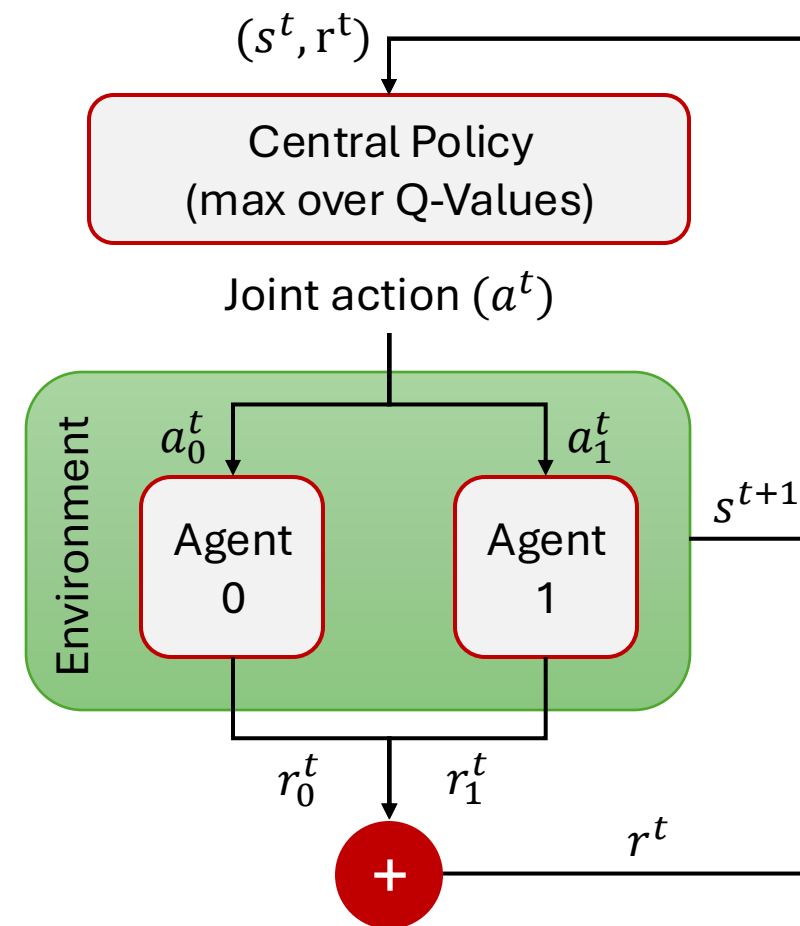 (s^t, r^t)
Central Policy
(max over Q-Values)
Joint action (a^t)
Environment
a_0^t
a_1^t
Agent
0
Agent
1
s^{t+1}
r_0^t
r_1^t
r^t
+